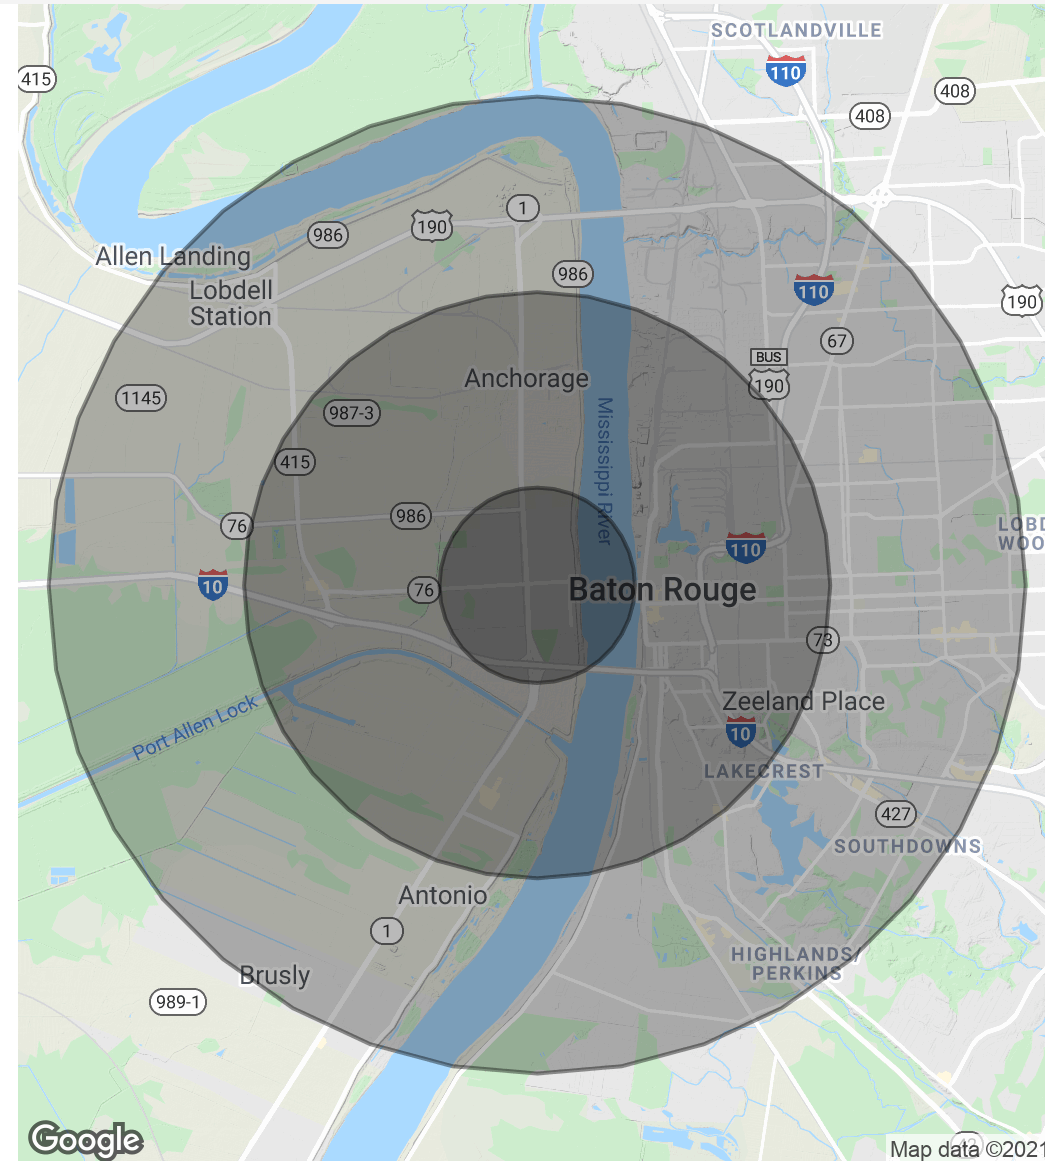 SCOTLANDVILLE
110
415
408
408
1
190
986
Allen Landing
986
Lobdell
Station
110
190
67
BUS
190
Anchorage
1145
987-3
Mississippi River
415
986
76
110
10
76
Baton Rouge
73
Zeeland Place
Port Allen Lock
10
LAKECREST
427
SOUTHDOWNS
Antonio
1
HIGHLANDS/
PERKINS
Brusly
989-1
Google
Map data ©2021